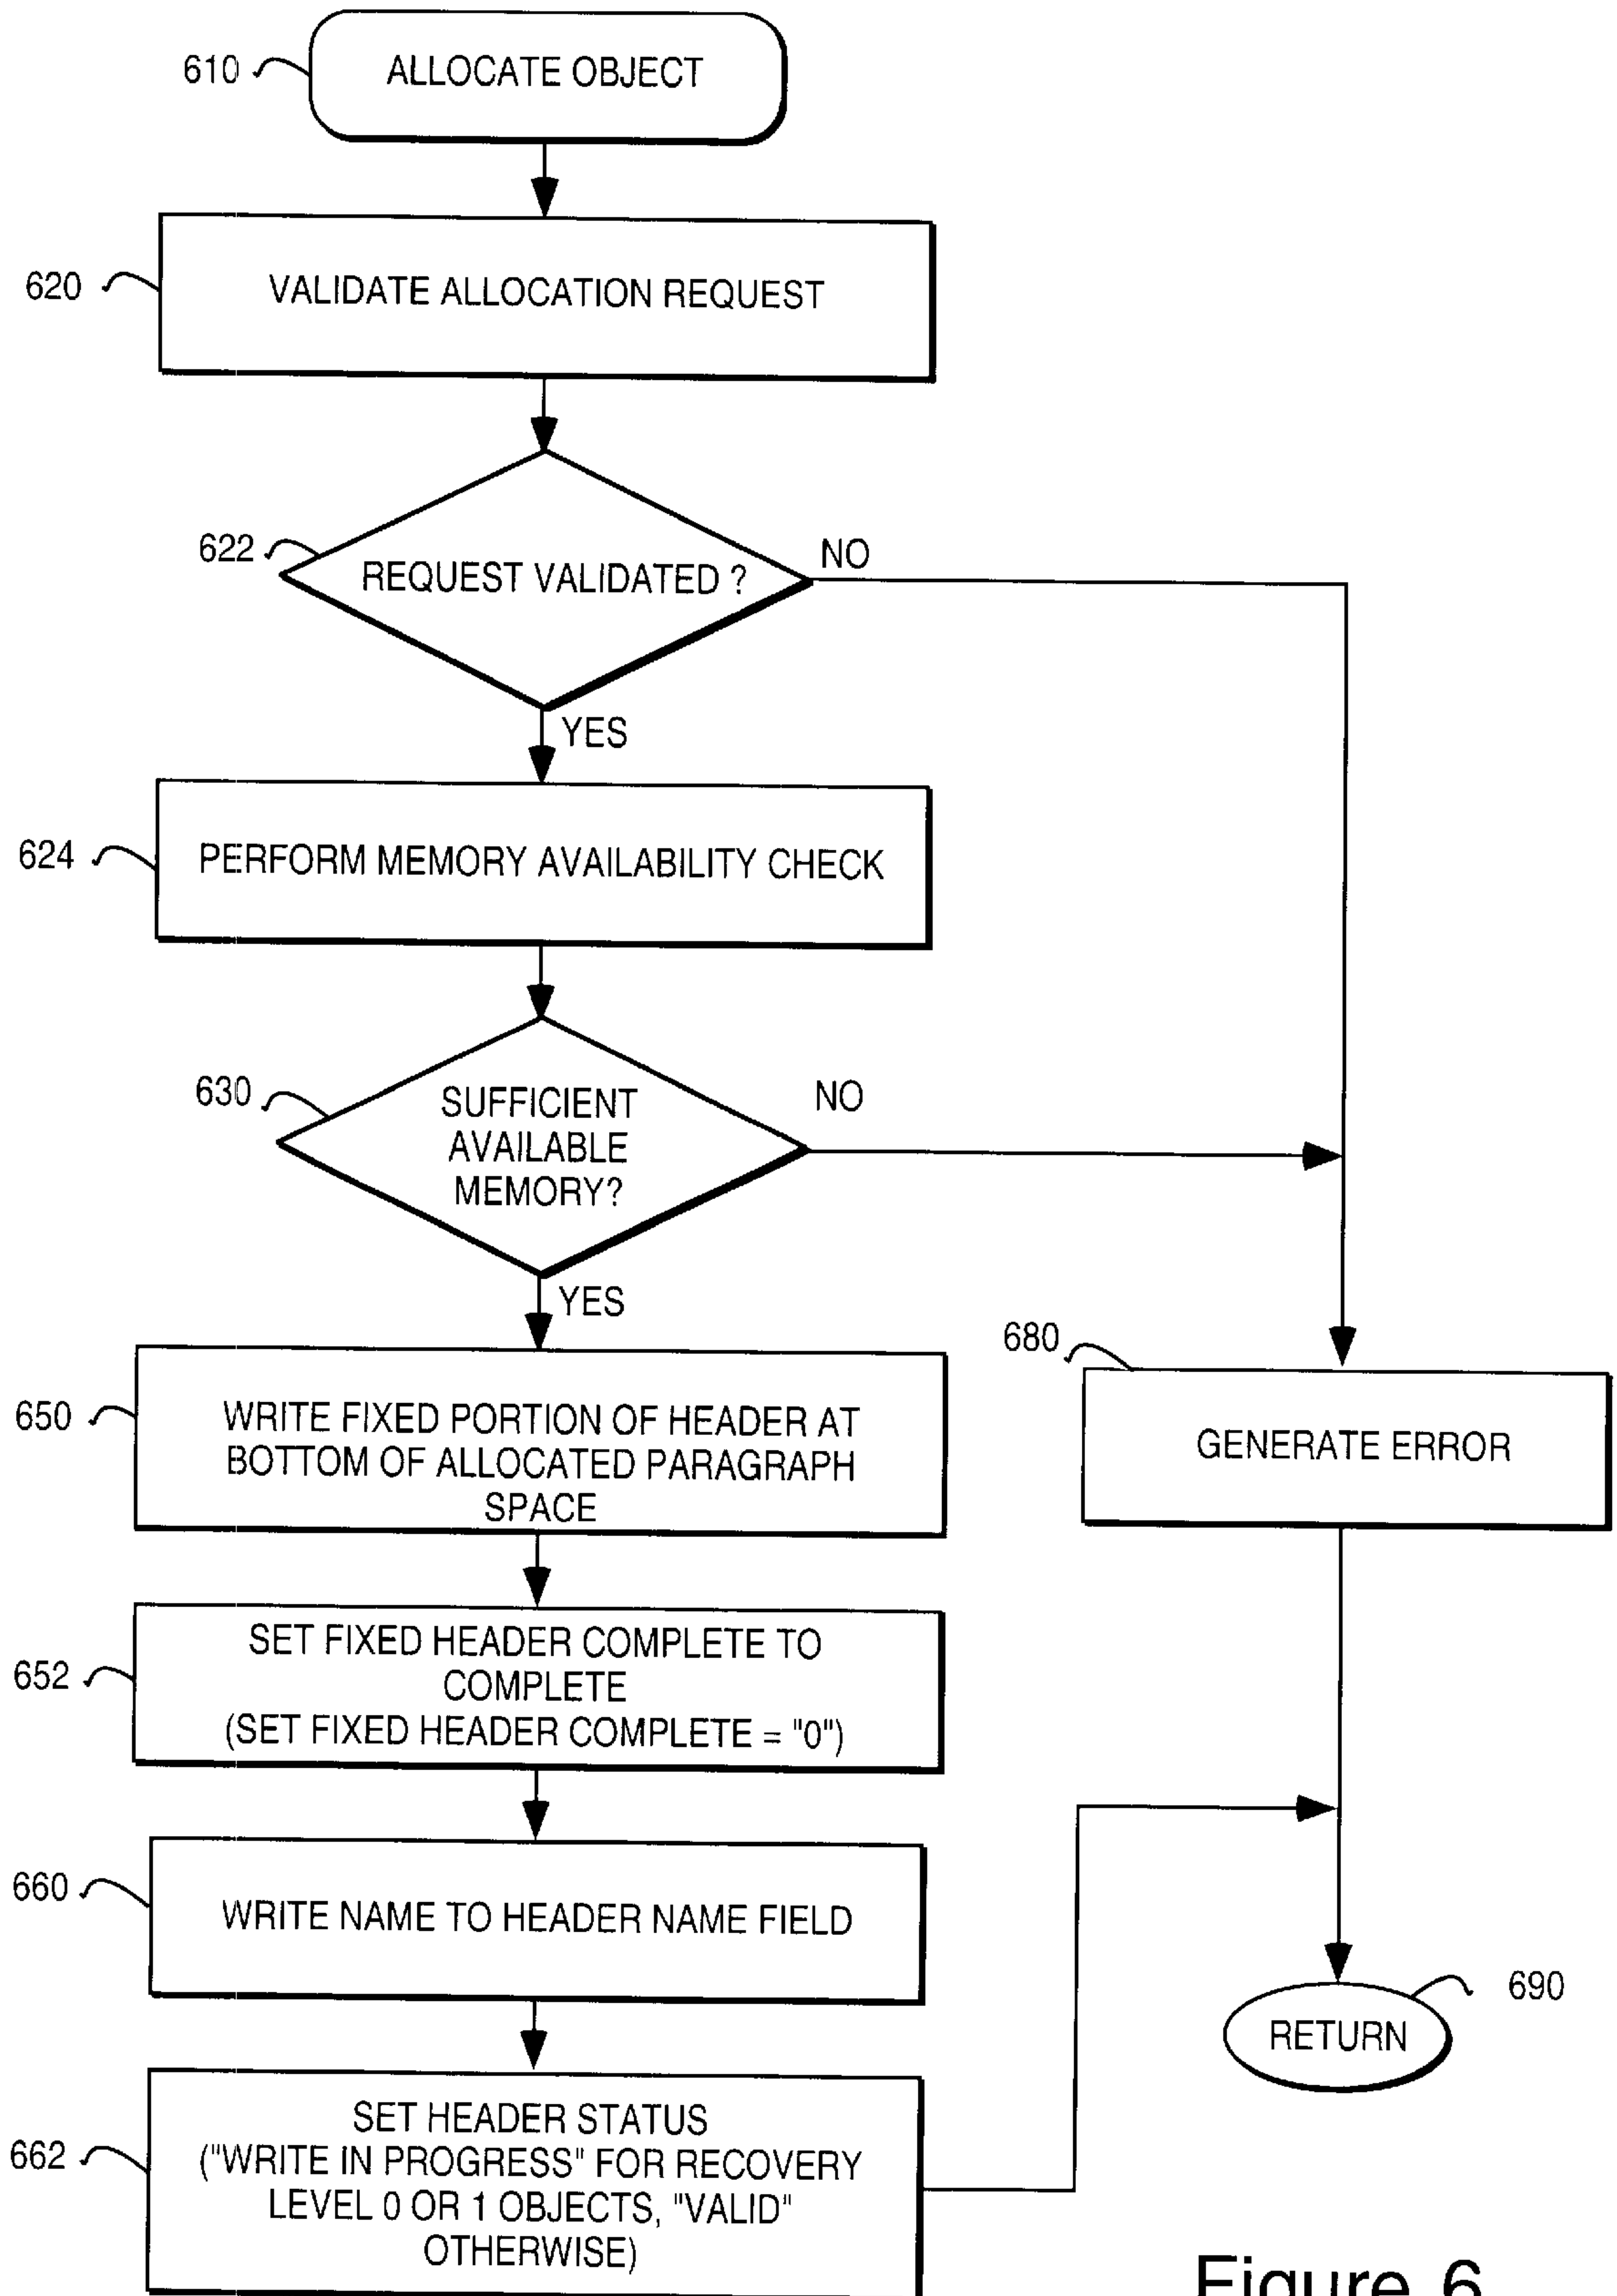 610
ALLOCATE OBJECT
620
VALIDATE ALLOCATION REQUEST
622
REQUEST VALIDATED ?
NO
YES
624
PERFORM MEMORY AVAILABILITY CHECK
630
SUFFICIENT
AVAILABLE
MEMORY?
NO
YES
650
WRITE FIXED PORTION OF HEADER AT
BOTTOM OF ALLOCATED PARAGRAPH
SPACE
680
GENERATE ERROR
652
SET FIXED HEADER COMPLETE TO
COMPLETE
(SET FIXED HEADER COMPLETE = "0")
660
WRITE NAME TO HEADER NAME FIELD
690
RETURN
662
SET HEADER STATUS
("WRITE IN PROGRESS" FOR RECOVERY
LEVEL 0 OR 1 OBJECTS, "VALID"
OTHERWISE)
Figure 6